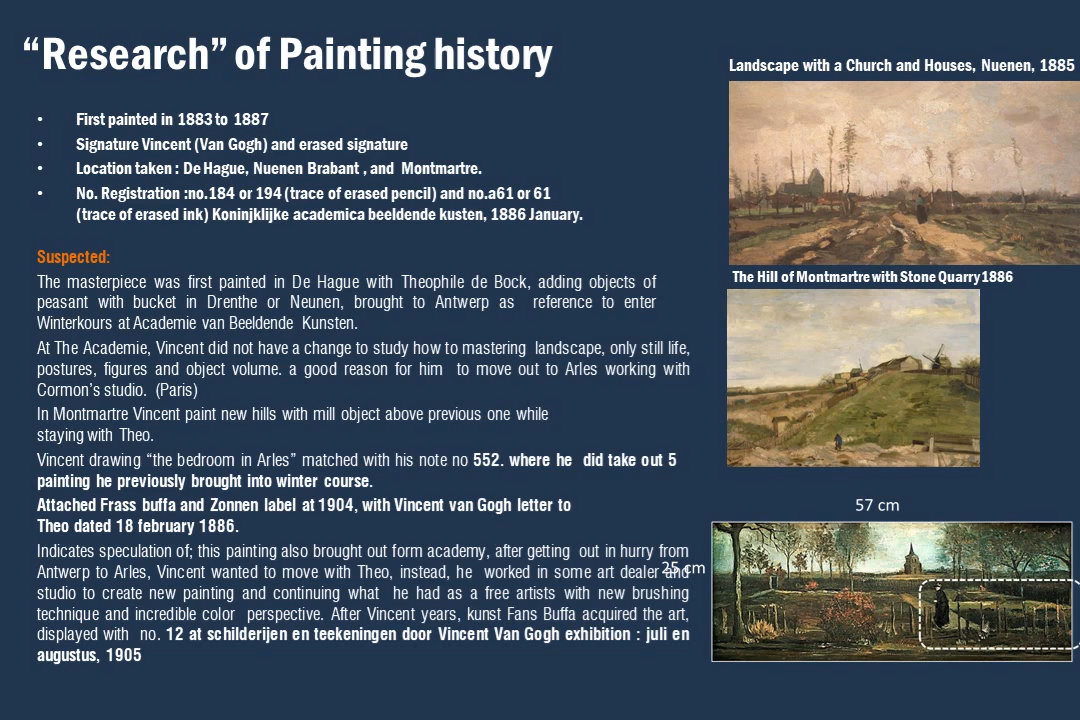 “Research” of Painting history
• First painted in 1883 to 1887
• Signature Vincent (Van Gogh) and erased signature
• Location taken : De Hague, Nuenen Brabant , and Montmartre.
• No. Registration :no.184 or 194 (trace of erased pencil) and no.a61 or 61
(trace of erased ink) Koninjklijke academica beeldende kusten, 1886 January.
Suspected:
The masterpiece was first painted in De Hague with Theophile de Bock, adding objects of
peasant with bucket in Drenthe or Neunen, brought to Antwerp as reference to enter
Winterkours at Academie van Beeldende Kunsten.
At The Academie, Vincent did not have a change to study how to mastering landscape, only still life,
postures, figures and object volume. a good reason for him to move out to Arles working with
Cormon’s studio. (Paris)
In Montmartre Vincent paint new hills with mill object above previous one while
staying with Theo.
Vincent drawing “the bedroom in Arles” matched with his note no 552. where he did take out 5
painting he previously brought into winter course.
Attached Frass buffa and Zonnen label at 1904, with Vincent van Gogh letter to
Theo dated 18 february 1886.
Indicates speculation of; this painting also brought out form academy, after getting out in hurry from
Antwerp to Arles, Vincent wanted to move with Theo, instead, he worked in some art dealer and
studio to create new painting and continuing what he had as a free artists with new brushing
technique and incredible color perspective. After Vincent years, kunst Fans Buffa acquired the art,
displayed with no. 12 at schilderijen en teekeningen door Vincent Van Gogh exhibition : juli en
augustus, 1905
Landscape with a Church and Houses, Nuenen, 1885
The Hill of Montmartre with Stone Quarry 1886
57 cm
25 cm